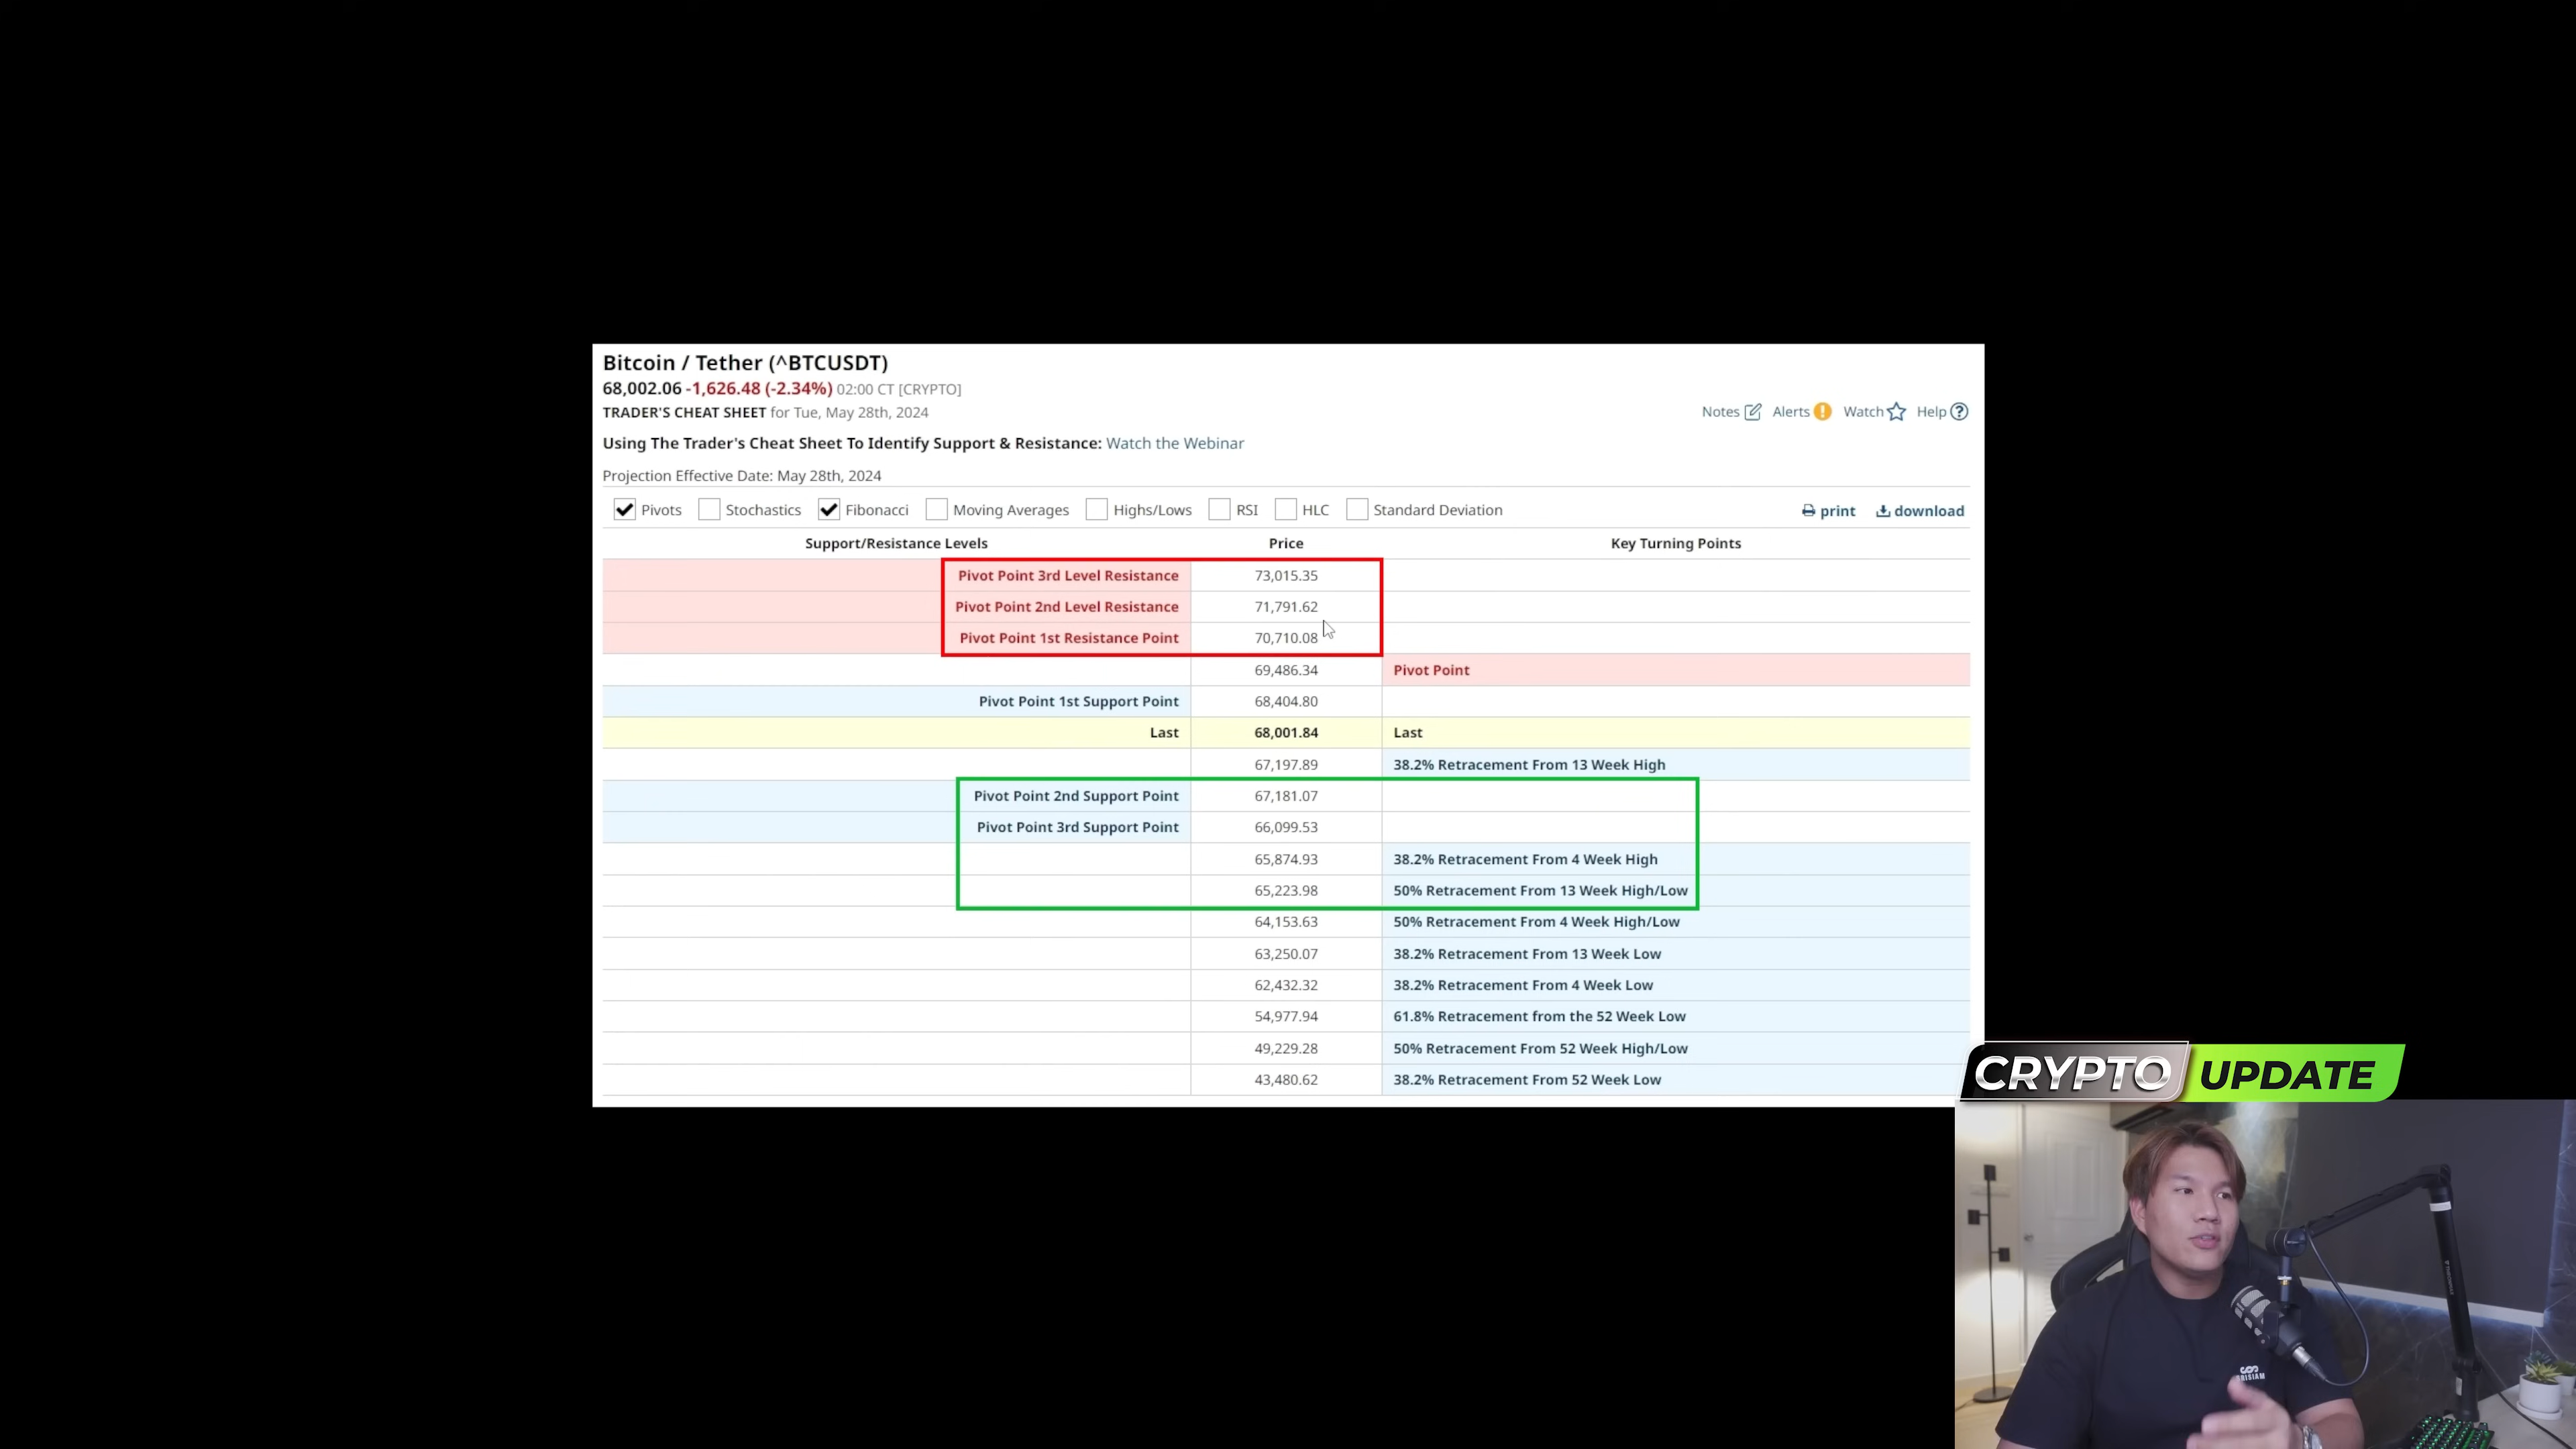 Bitcoin / Tether (^BTCUSDT)
68,002.06 -1,626.48 (-2.34%) 02:00 CT [CRYPTO]
TRADER'S CHEAT SHEET for Tue, May 28th, 2024
Notes Alerts Watch Help
Using The Trader's Cheat Sheet To Identify Support & Resistance: Watch the Webinar
Projection Effective Date: May 28th, 2024
Pivots Stochastics Fibonacci Moving Averages Highs/Lows RSI HLC Standard Deviation print download
Support/Resistance Levels Price Key Turning Points
Pivot Point 3rd Level Resistance 73,015.35
Pivot Point 2nd Level Resistance 71,791.62
Pivot Point 1st Resistance Point 70,710.08
69,486.34 Pivot Point
Pivot Point 1st Support Point 68,404.80
Last 68,001.84 Last
67,197.89 38.2% Retracement From 13 Week High
Pivot Point 2nd Support Point 67,181.07
Pivot Point 3rd Support Point 66,099.53
65,874.93 38.2% Retracement From 4 Week High
65,223.98 50% Retracement From 13 Week High/Low
64,153.63 50% Retracement From 4 Week High/Low
63,250.07 38.2% Retracement From 13 Week Low
62,432.32 38.2% Retracement From 4 Week Low
54,977.94 61.8% Retracement from the 52 Week Low
49,229.28 50% Retracement From 52 Week High/Low
43,480.62 38.2% Retracement From 52 Week Low
CRYPTO UPDATE